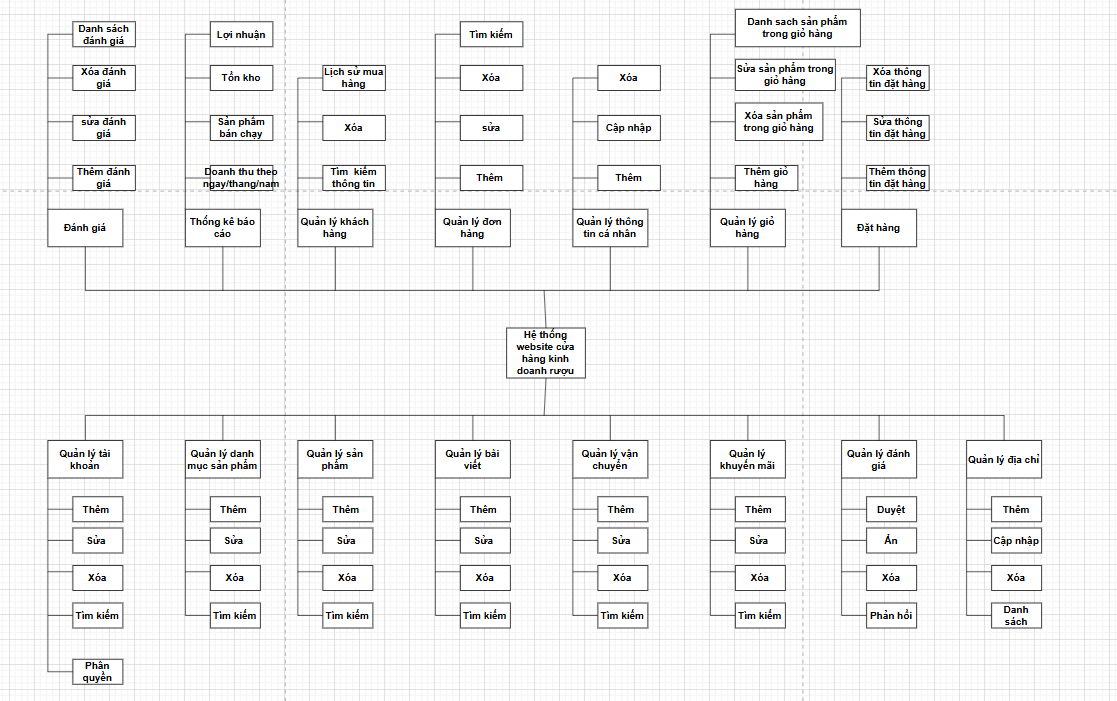 Danh sách
đánh giá
Xóa đánh
giá
sửa đánh
giá
Thêm đánh
giá
Đánh giá
Lợi nhuận
Tồn kho
Sản phẩm
bán chạy
Doanh thu theo
ngay/thang/nam
Thống kê báo
cáo
Lịch sử mua
hàng
Xóa
Tìm kiếm
thông tin
Quản lý khách
hàng
Tìm kiếm
Xóa
sửa
Thêm
Quản lý đơn
hàng
Xóa
Cập nhập
Thêm
Quản lý thông
tin cá nhân
Danh sach sản phẩm
trong giỏ hàng
Sửa sản phẩm trong
giỏ hàng
Xóa sản phẩm
trong giỏ hàng
Thêm giỏ
hàng
Quản lý giỏ
hàng
Xóa thông
tin đặt hàng
Sửa thông
tin đặt hàng
Thêm thông
tin đặt hàng
Đặt hàng
Hệ thống
website cửa
hàng kinh
doanh rượu
Quản lý tài
khoản
Thêm
Sửa
Xóa
Tìm kiếm
Phân
quyền
Quản lý danh
mục sản phẩm
Thêm
Sửa
Xóa
Tìm kiếm
Quản lý sản
phẩm
Thêm
Sửa
Xóa
Tìm kiếm
Quản lý bài
viết
Thêm
Sửa
Xóa
Tìm kiếm
Quản lý vận
chuyển
Thêm
Sửa
Xóa
Tìm kiếm
Quản lý
khuyến mãi
Thêm
Sửa
Xóa
Tìm kiếm
Quản lý đánh
giá
Duyệt
Ẩn
Xóa
Phản hồi
Quản lý địa chỉ
Thêm
Cập nhập
Xóa
Danh
sách